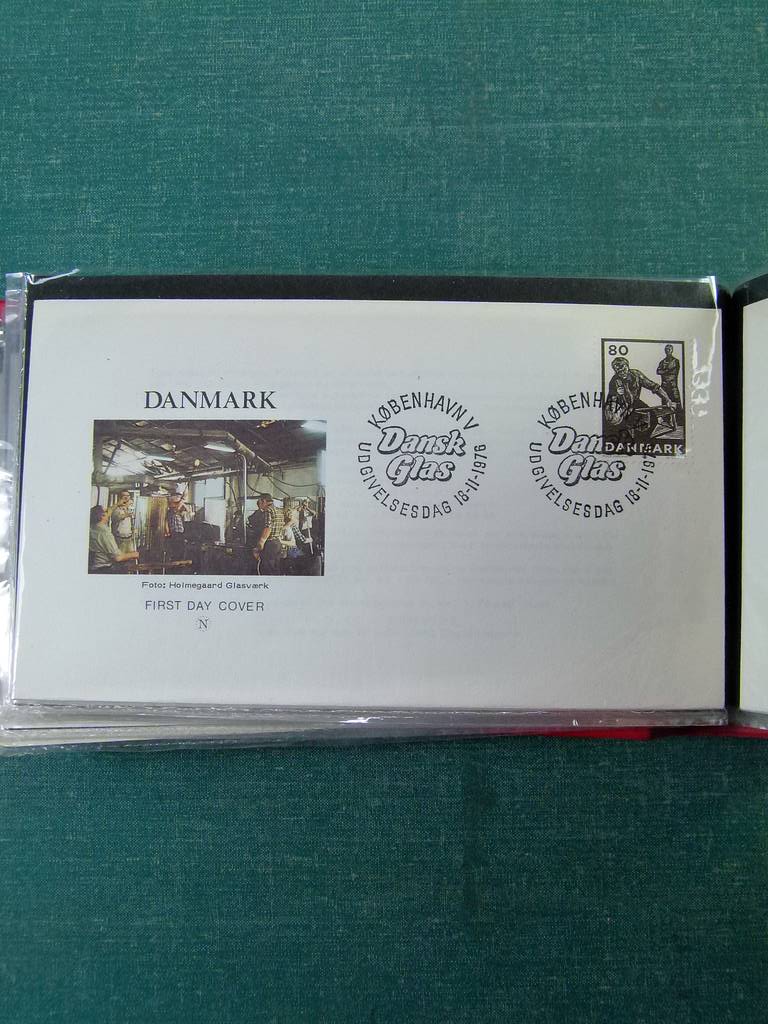 DANMARK
Foto: Holmegaard Glasværk
FIRST DAY COVER
N
KØBENHAVN V
Dansk
Glas
UDGIVELSESDAG 18-11-1976
KØBENHAVN
Dan
Glas
UDGIVELSESDAG 18-11-197
80
DANMARK